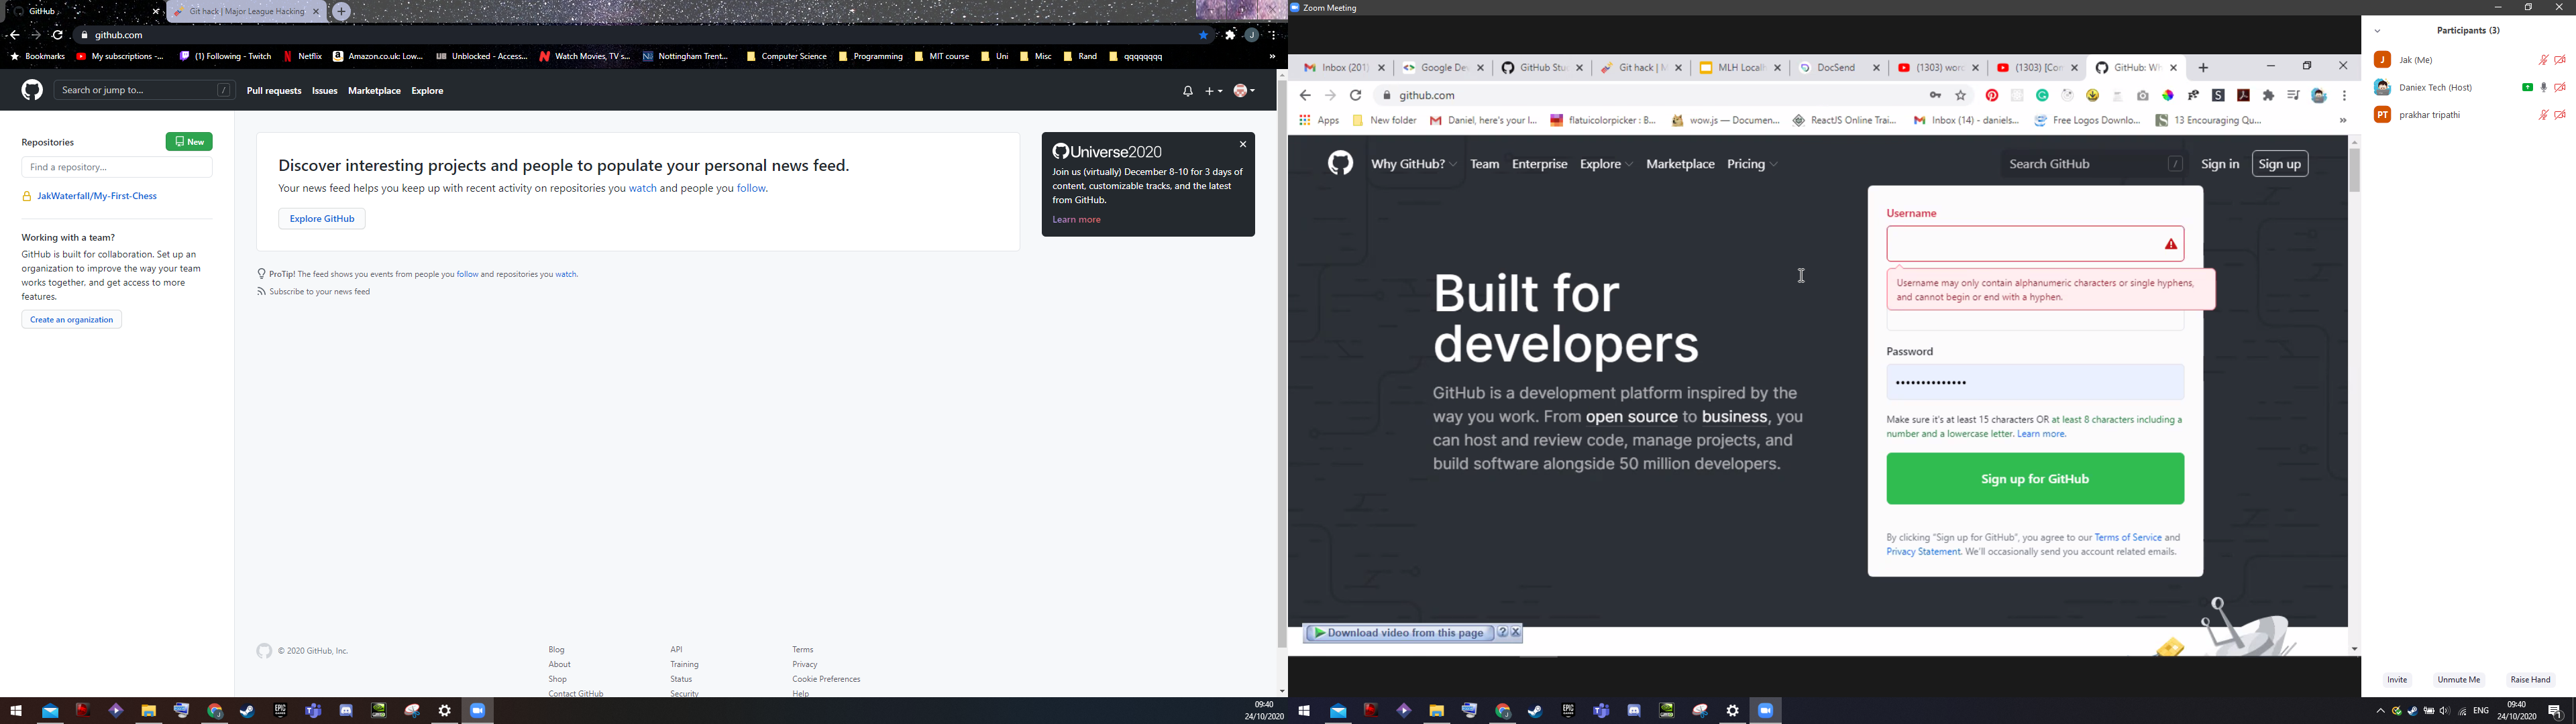 GitHub
Git hack | Major League Hacking
github.com
Bookmarks
My subscriptions -...
(1) Following - Twitch
Netflix
Amazon.co.uk: Low...
Unblocked - Access...
Watch Movies, TV s...
Nottingham Trent...
Computer Science
Programming
MIT course
Uni
Misc
Rand
qqqqqqqq
»
Search or jump to...
/
Pull requests
Issues
Marketplace
Explore
Repositories
New
Find a repository...
JakWaterfall/My-First-Chess
Working with a team?
GitHub is built for collaboration. Set up an
organization to improve the way your team
works together, and get access to more
features.
Create an organization
Discover interesting projects and people to populate your personal news feed.
Your news feed helps you keep up with recent activity on repositories you watch and people you follow.
Explore GitHub
ProTip! The feed shows you events from people you follow and repositories you watch.
Subscribe to your news feed
Universe2020
Join us (virtually) December 8-10 for 3 days of
content, customizable tracks, and the latest
from GitHub.
Learn more
© 2020 GitHub, Inc.
Blog
About
Shop
Contact GitHub
API
Training
Status
Security
Terms
Privacy
Cookie Preferences
Help
09:40
24/10/2020
Zoom Meeting
Inbox (201)
Google De
GitHub Stu
Git hack | M
MLH Local
DocSend
(1303) wor
(1303) [Co
GitHub: Wh
github.com
Apps
New folder
Daniel, here's your l...
flatuicolorpicker : B...
wow.js — Documen...
ReactJS Online Trai...
Inbox (14) - daniels...
Free Logos Downlo...
13 Encouraging Qu...
»
Why GitHub?
Team
Enterprise
Explore
Marketplace
Pricing
Search GitHub
/
Sign in
Sign up
Built for
developers
GitHub is a development platform inspired by the
way you work. From open source to business, you
can host and review code, manage projects, and
build software alongside 50 million developers.
Username
Username may only contain alphanumeric characters or single hyphens,
and cannot begin or end with a hyphen.
Password
Make sure it's at least 15 characters OR at least 8 characters including a
number and a lowercase letter. Learn more.
Sign up for GitHub
By clicking "Sign up for GitHub", you agree to our Terms of Service and
Privacy Statement. We'll occasionally send you account related emails.
Download video from this page
Participants (3)
J
Jak (Me)
Daniex Tech (Host)
PT
prakhar tripathi
Invite
Unmute Me
Raise Hand
ENG
09:40
24/10/2020